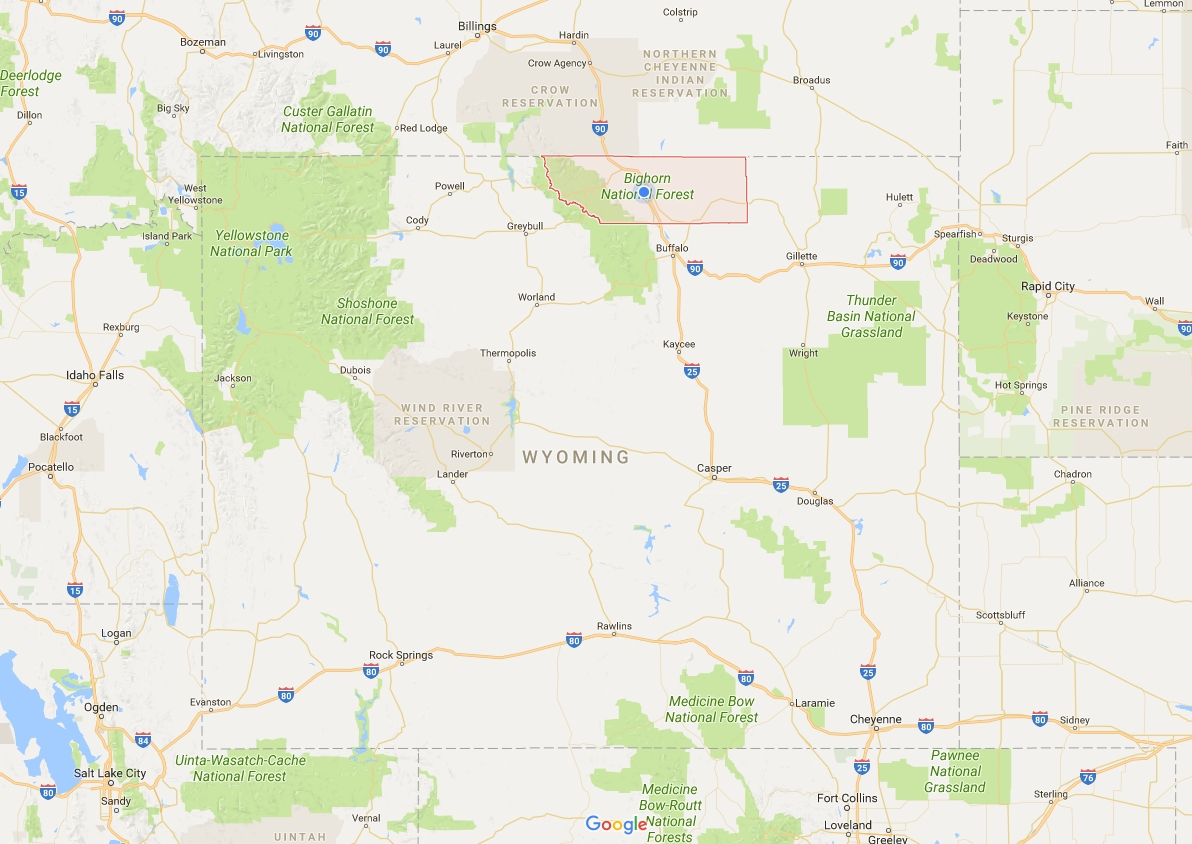 Lemmon
Colstrip
90
Billings
90
Hardin
Bozeman
Livingston
Laurel
90
NORTHERN
CHEYENNE
INDIAN
RESERVATION
Crow Agency
Deerlodge
Forest
Broadus
CROW
RESERVATION
Big Sky
Custer Gallatin
National Forest
Dillon
Red Lodge
90
Faith
15
West
Yellowstone
Powell
Bighorn
National Forest
Hulett
Cody
Greybull
Island Park
Yellowstone
National Park
Spearfish
Sturgis
Buffalo
90
Gillette
90
Deadwood
Rapid City
Worland
Shoshone
National Forest
Thunder
Basin National
Grassland
Wall
Keystone
90
Rexburg
Kaycee
Thermopolis
Wright
Idaho Falls
Jackson
Dubois
25
Hot Springs
15
WIND RIVER
RESERVATION
PINE RIDGE
RESERVATION
Blackfoot
Riverton
WYOMING
Pocatello
Lander
Casper
25
Douglas
Chadron
15
Alliance
Scottsbluff
Logan
Rawlins
80
Rock Springs
80
80
80
25
Evanston
Ogden
Medicine Bow
National Forest
Laramie
Cheyenne
80
80
Sidney
84
Uinta-Wasatch-Cache
National Forest
Salt Lake City
80
Sandy
25
Pawnee
National
Grassland
76
Medicine
Bow-Routt
National
Forests
Fort Collins
Sterling
Vernal
UINTAH
Google
Loveland
Greeley